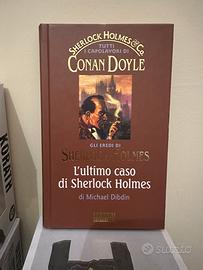 SHERLOCK HOLMES & Co.
TUTTI
I CAPOLAVORI DI
CONAN DOYLE
GLI EREDI DI
SHERLOCK HOLMES
L'ultimo caso
di Sherlock Holmes
di Michael Dibdin
KORAIN
subito